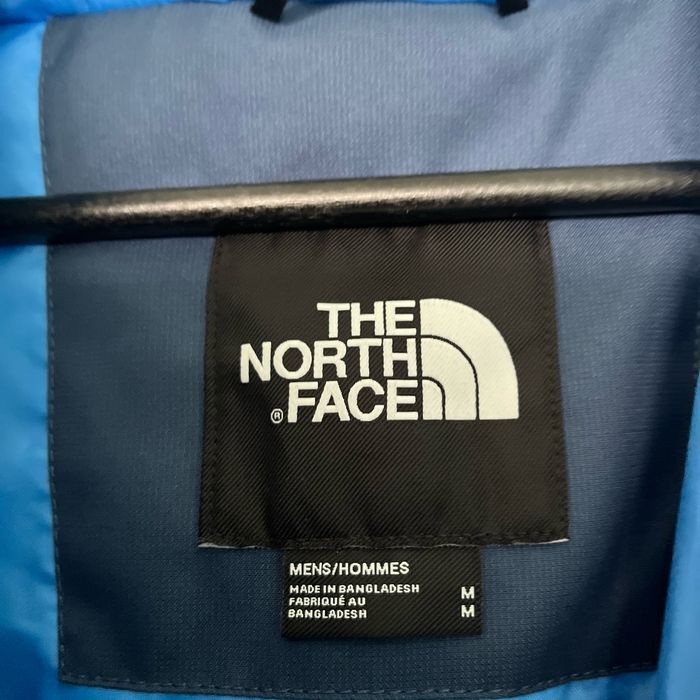 THE
NORTH
® FACE
MENS/HOMMES
MADE IN BANGLADESH M
FABRIQUÉ AU
BANGLADESH M